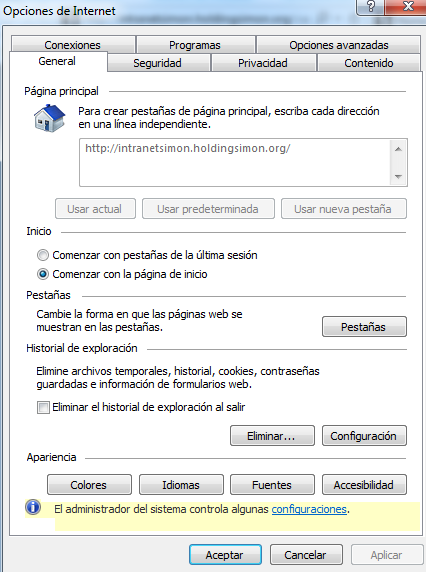 Opciones de Internet
Conexiones Programas Opciones avanzadas
General Seguridad Privacidad Contenido
Página principal
Para crear pestañas de página principal, escriba cada dirección
en una línea independiente.
http://intranetsimon.holdingsimon.org/
Usar actual Usar predeterminada Usar nueva pestaña
Inicio
Comenzar con pestañas de la última sesión
Comenzar con la página de inicio
Pestañas
Cambie la forma en que las páginas web se
muestran en las pestañas.
Pestañas
Historial de exploración
Elimine archivos temporales, historial, cookies, contraseñas
guardadas e información de formularios web.
Eliminar el historial de exploración al salir
Eliminar... Configuración
Apariencia
Colores Idiomas Fuentes Accesibilidad
El administrador del sistema controla algunas configuraciones.
Aceptar Cancelar Aplicar